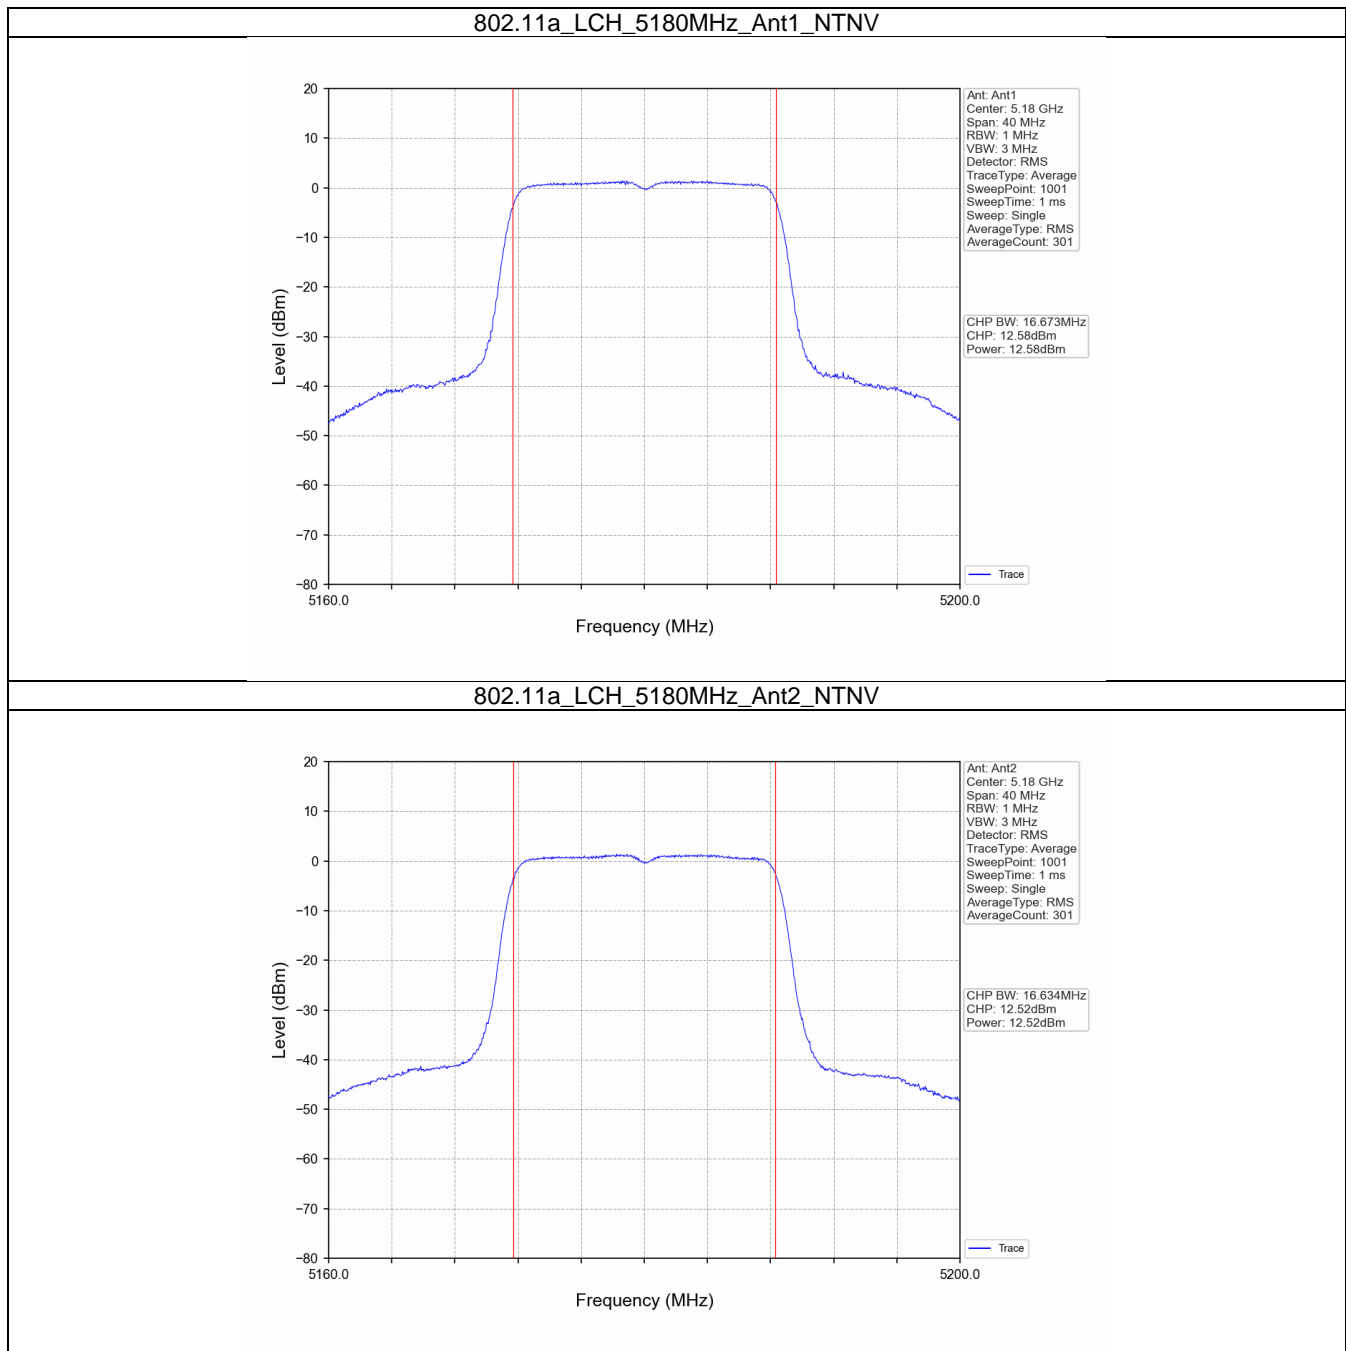 802.11a_LCH_5180MHz_Ant1_NTNV
20
10
0
−10
−20
−30
−40
−50
−60
−70
−80
Level (dBm)
5160.0
5200.0
Frequency (MHz)
Ant: Ant1
Center: 5.18 GHz
Span: 40 MHz
RBW: 1 MHz
VBW: 3 MHz
Detector: RMS
TraceType: Average
SweepPoint: 1001
SweepTime: 1 ms
Sweep: Single
AverageType: RMS
AverageCount: 301
CHP BW: 16.673MHz
CHP: 12.58dBm
Power: 12.58dBm
Trace
802.11a_LCH_5180MHz_Ant2_NTNV
20
10
0
−10
−20
−30
−40
−50
−60
−70
−80
Level (dBm)
5160.0
5200.0
Frequency (MHz)
Ant: Ant2
Center: 5.18 GHz
Span: 40 MHz
RBW: 1 MHz
VBW: 3 MHz
Detector: RMS
TraceType: Average
SweepPoint: 1001
SweepTime: 1 ms
Sweep: Single
AverageType: RMS
AverageCount: 301
CHP BW: 16.634MHz
CHP: 12.52dBm
Power: 12.52dBm
Trace